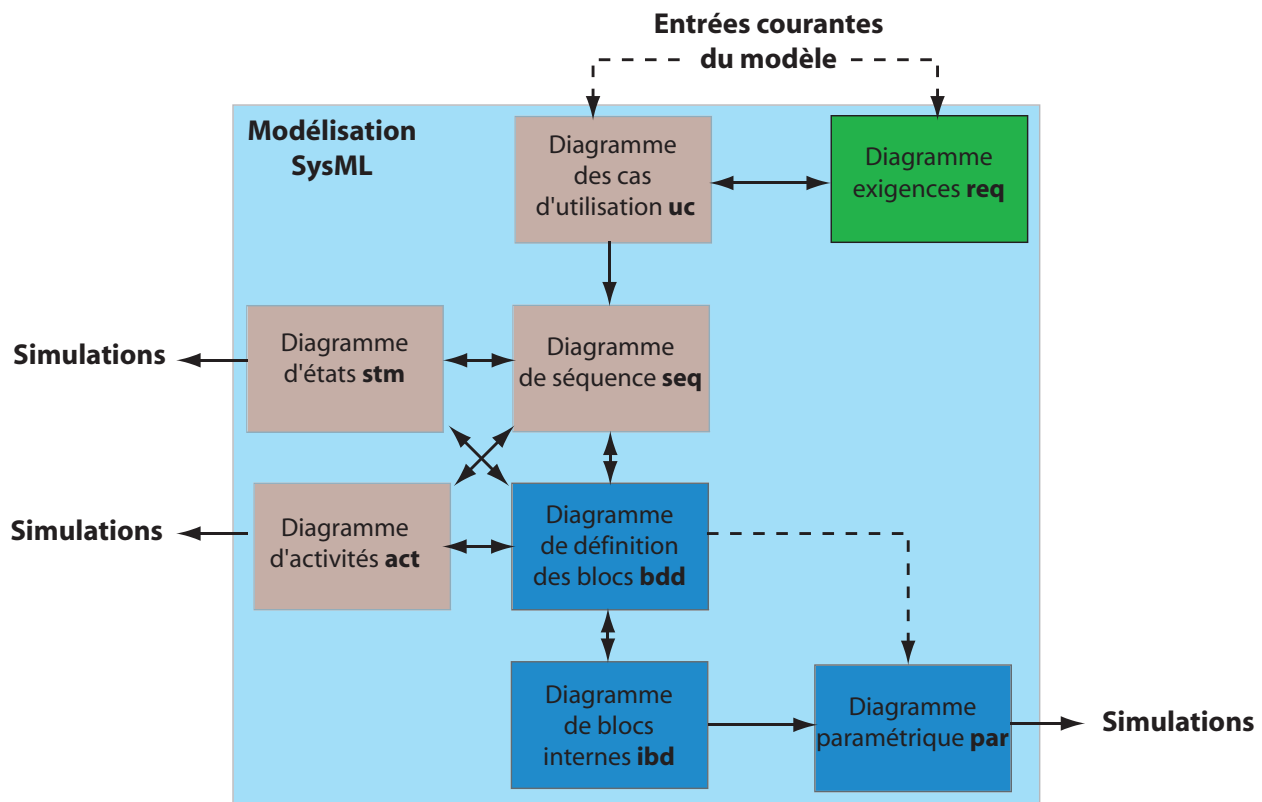 Entrées courantes
du modèle
Modélisation
SysML
Diagramme
des cas
d'utilisation uc
Diagramme
exigences req
Simulations
Diagramme
d'états stm
Diagramme
de séquence seq
Simulations
Diagramme
d'activités act
Diagramme
de définition
des blocs bdd
Diagramme
de blocs
internes ibd
Diagramme
paramétrique par
Simulations